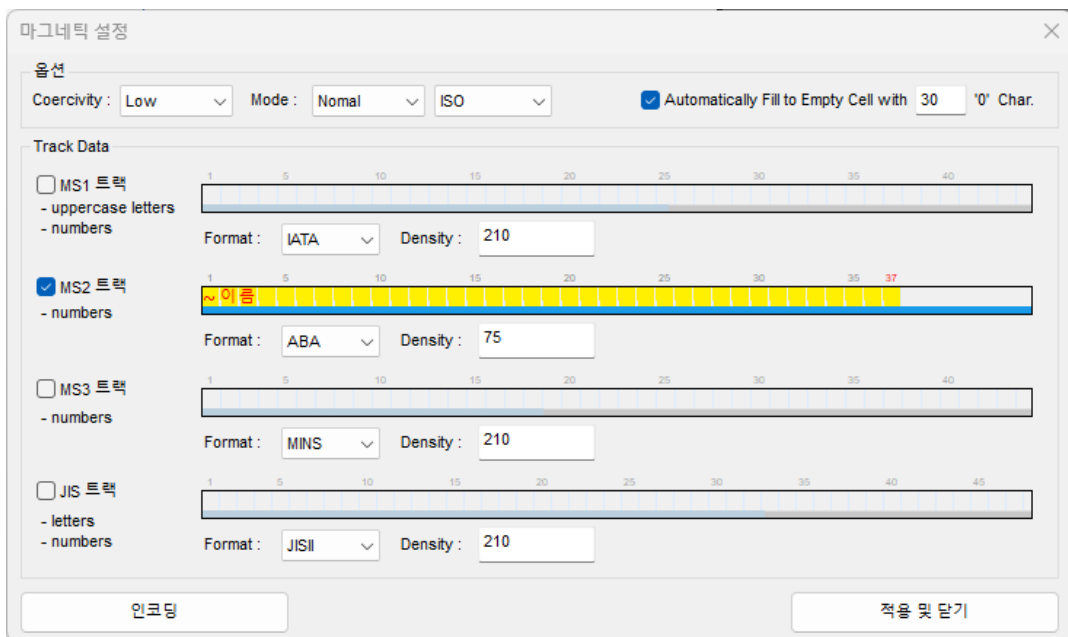 마그네틱 설정
옵션
Coercivity : Low Mode : Nomal ISO Automatically Fill to Empty Cell with 30 '0' Char.
Track Data
1 5 10 15 20 25 30 35 40
MS1 트랙
- uppercase letters
- numbers
Format : IATA Density : 210
1 5 10 15 20 25 30 35 37
MS2 트랙
~ 이름
- numbers
Format : ABA Density : 75
1 5 10 15 20 25 30 35 40
MS3 트랙
- numbers
Format : MINS Density : 210
1 5 10 15 20 25 30 35 40 45
JIS 트랙
- letters
- numbers
Format : JISII Density : 210
인코딩 적용 및 닫기